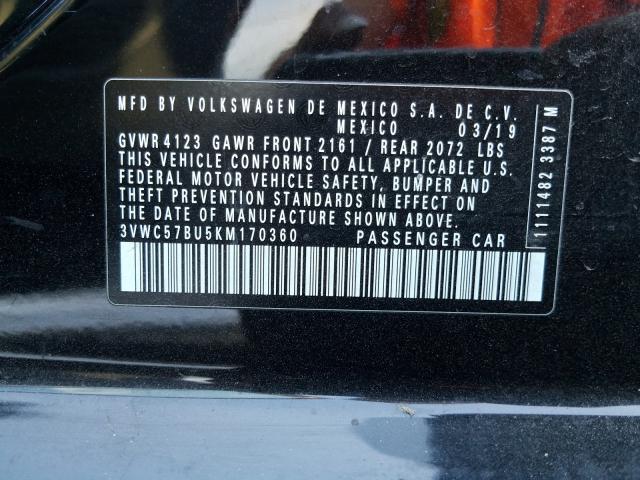 MFD BY VOLKSWAGEN DE MEXICO S.A. DE C.V.
MEXICO 03/19
GVWR 4123 GAWR FRONT 2161 / REAR 2072 LBS
THIS VEHICLE CONFORMS TO ALL APPLICABLE U.S.
FEDERAL MOTOR VEHICLE SAFETY, BUMPER AND
THEFT PREVENTION STANDARDS IN EFFECT ON
THE DATE OF MANUFACTURE SHOWN ABOVE.
3VWC57BU5KM170360 PASSENGER CAR
1111482 3387 M